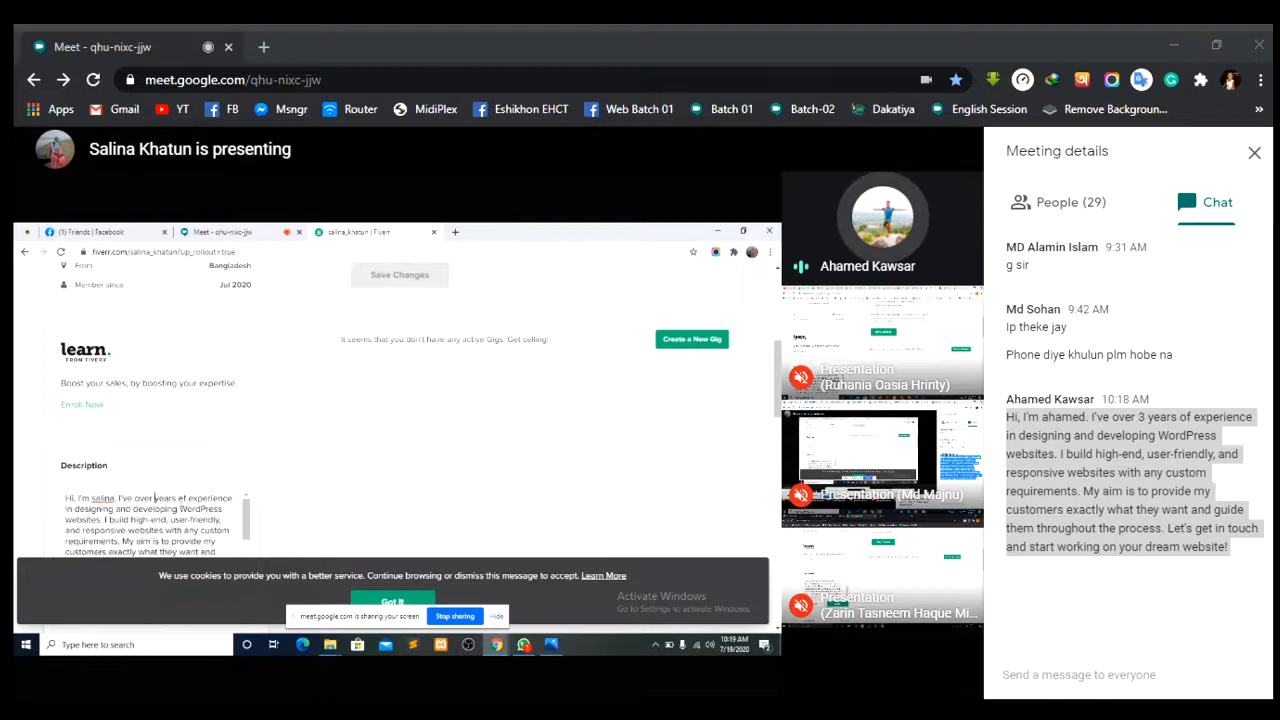 Meet - qhu-nixc-jjw
meet.google.com/qhu-nixc-jjw
Apps Gmail YT FB Msngr Router MidiPlex Eshikhon EHCT Web Batch 01 Batch 01 Batch-02 Dakatiya English Session Remove Backgroun... »
Salina Khatun is presenting
(1) Friends | Facebook Meet - qhu-nixc-jjw salina_khatun | Fiverr
fiverr.com/salina_khatun?up_rollout=true
From Bangladesh
Member since Jul 2020
Save Changes
learn.
FROM FIVERR
It seems that you don't have any active Gigs. Get selling!
Create a New Gig
Boost your sales, by boosting your expertise.
Enroll Now
Description
Hi, I'm salina. I've over years of experience
in designing and developing WordPress
websites. I build high-end, user-friendly,
and responsive websites with any custom
requirements. My aim is to provide my
customers exactly what they want and
We use cookies to provide you with a better service. Continue browsing or dismiss this message to accept. Learn More
Got It
Activate Windows
Go to Settings to activate Windows.
meet.google.com is sharing your screen. Stop sharing Hide
Type here to search
10:19 AM
7/19/2020
Ahamed Kawsar
Presentation
(Ruhania Oasia Hrinty)
Presentation (Md Majnu)
Presentation
(Zarin Tasneem Haque Mi...
Meeting details
People (29) Chat
MD Alamin Islam 9:31 AM
g sir
Md Sohan 9:42 AM
Ip theke jay
Phone diye khulun plm hobe na
Ahamed Kawsar 10:18 AM
Hi, I'm ahamed. I've over 3 years of experience
in designing and developing WordPress
websites. I build high-end, user-friendly, and
responsive websites with any custom
requirements. My aim is to provide my
customers exactly what they want and guide
them throughout the process. Let's get in touch
and start working on your dream website!
Send a message to everyone